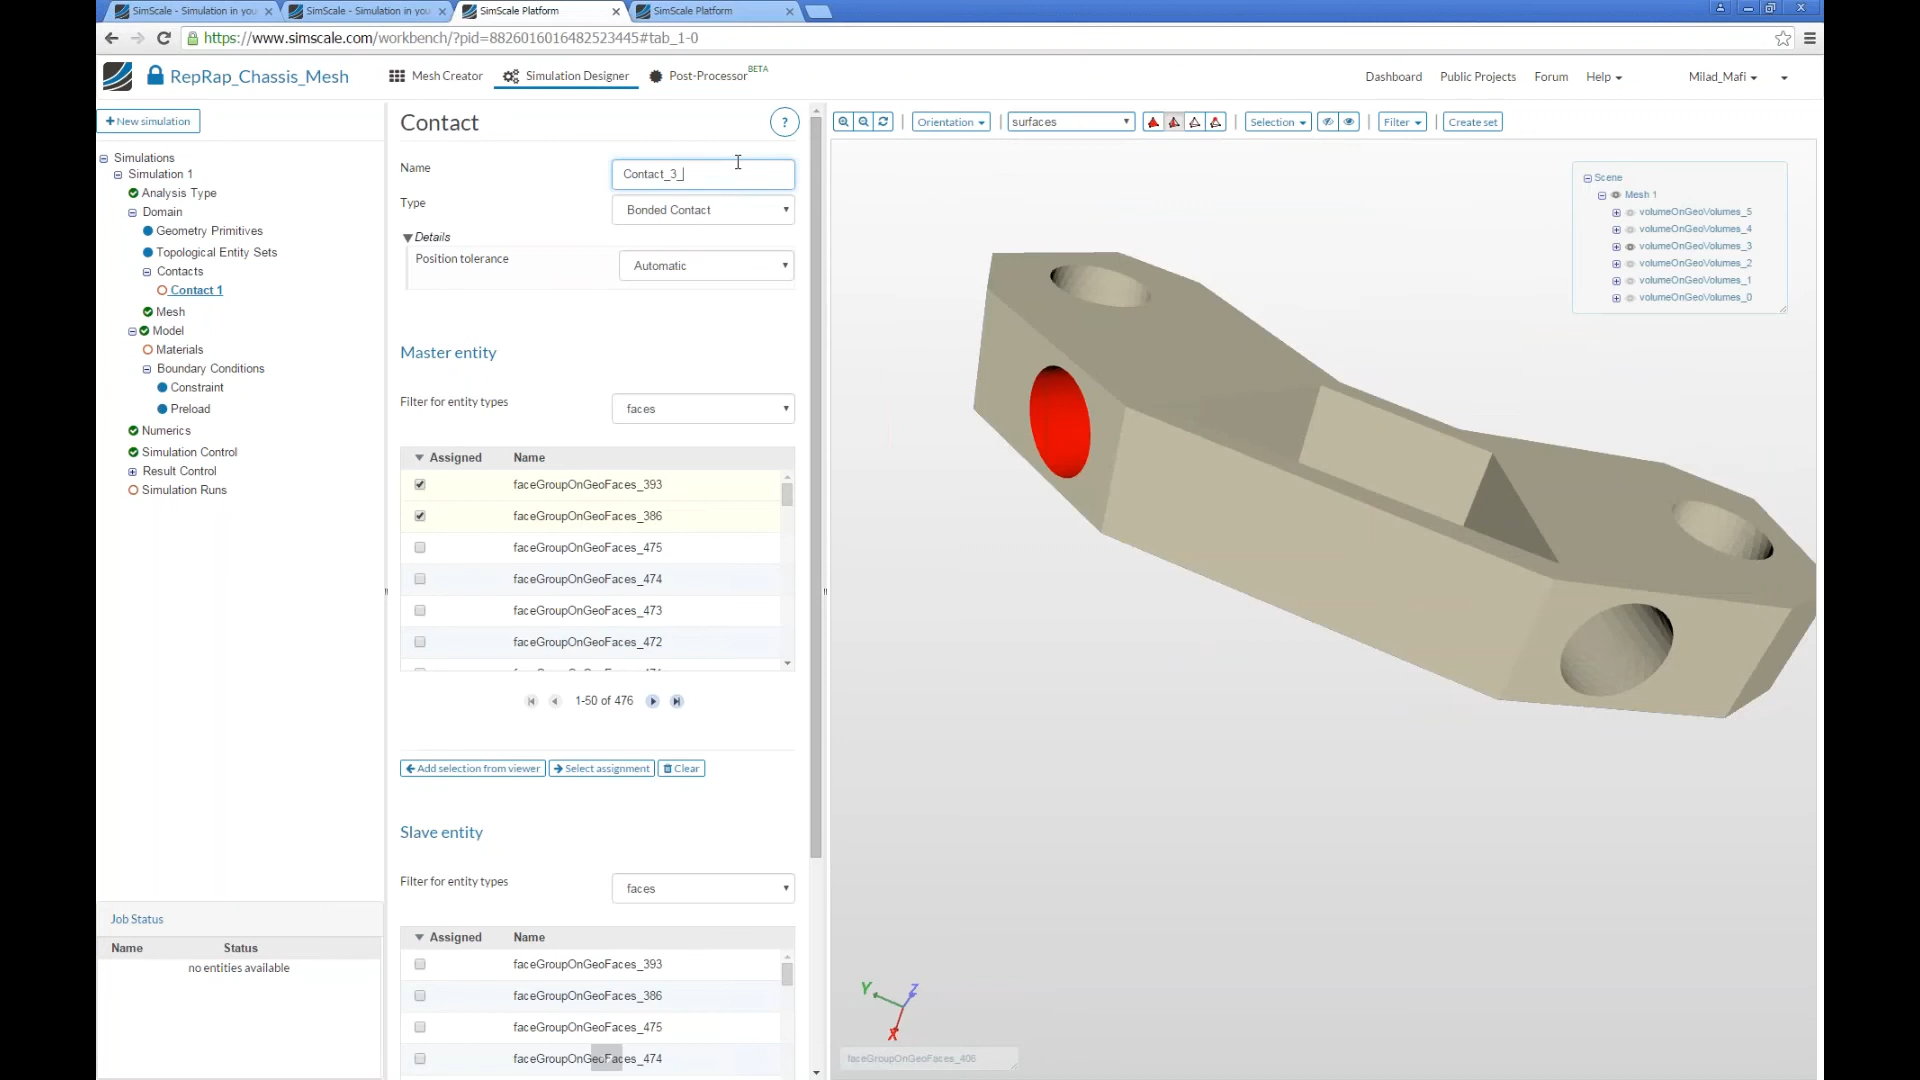 SimScale - Simulation in you
SimScale - Simulation in you
SimScale Platform
SimScale Platform
https://www.simscale.com/workbench/?pid=8826016016482523445#tab_1-0
RepRap_Chassis_Mesh
Mesh Creator
Simulation Designer
Post-Processor BETA
Dashboard
Public Projects
Forum
Help
Milad_Mafi
New simulation
Simulations
Simulation 1
Analysis Type
Domain
Geometry Primitives
Topological Entity Sets
Contacts
Contact 1
Mesh
Model
Materials
Boundary Conditions
Constraint
Preload
Numerics
Simulation Control
Result Control
Simulation Runs
Job Status
Name Status
no entities available
Contact
?
Name
Contact_3_
Type
Bonded Contact
Details
Position tolerance
Automatic
Master entity
Filter for entity types
faces
Assigned Name
faceGroupOnGeoFaces_393
faceGroupOnGeoFaces_386
faceGroupOnGeoFaces_475
faceGroupOnGeoFaces_474
faceGroupOnGeoFaces_473
faceGroupOnGeoFaces_472
1-50 of 476
Add selection from viewer
Select assignment
Clear
Slave entity
Filter for entity types
faces
Assigned Name
faceGroupOnGeoFaces_393
faceGroupOnGeoFaces_386
faceGroupOnGeoFaces_475
faceGroupOnGeoFaces_474
Orientation
surfaces
Selection
Filter
Create set
Scene
Mesh 1
volumeOnGeoVolumes_5
volumeOnGeoVolumes_4
volumeOnGeoVolumes_3
volumeOnGeoVolumes_2
volumeOnGeoVolumes_1
volumeOnGeoVolumes_0
Y
Z
X
faceGroupOnGeoFaces_406